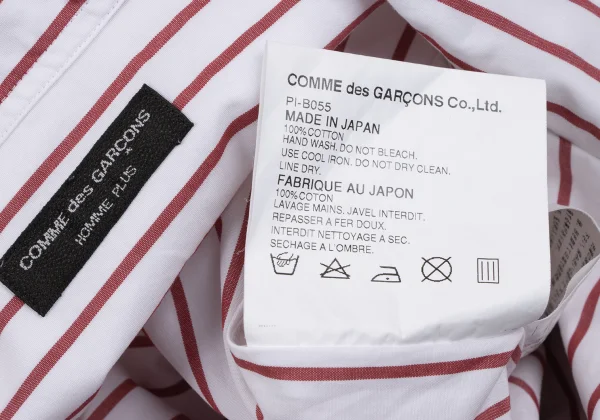 COMME des GARÇONS
HOMME PLUS
COMME des GARÇONS Co.,Ltd.
PI-B055
MADE IN JAPAN
100%COTTON
HAND WASH. DO NOT BLEACH.
USE COOL IRON. DO NOT DRY CLEAN.
LINE DRY.
FABRIQUE AU JAPON
100%COTON
LAVAGE MAINS. JAVEL INTERDIT.
REPASSER A FER DOUX.
INTERDIT NETTOYAGE A SEC.
SECHAGE A L'OMBRE.